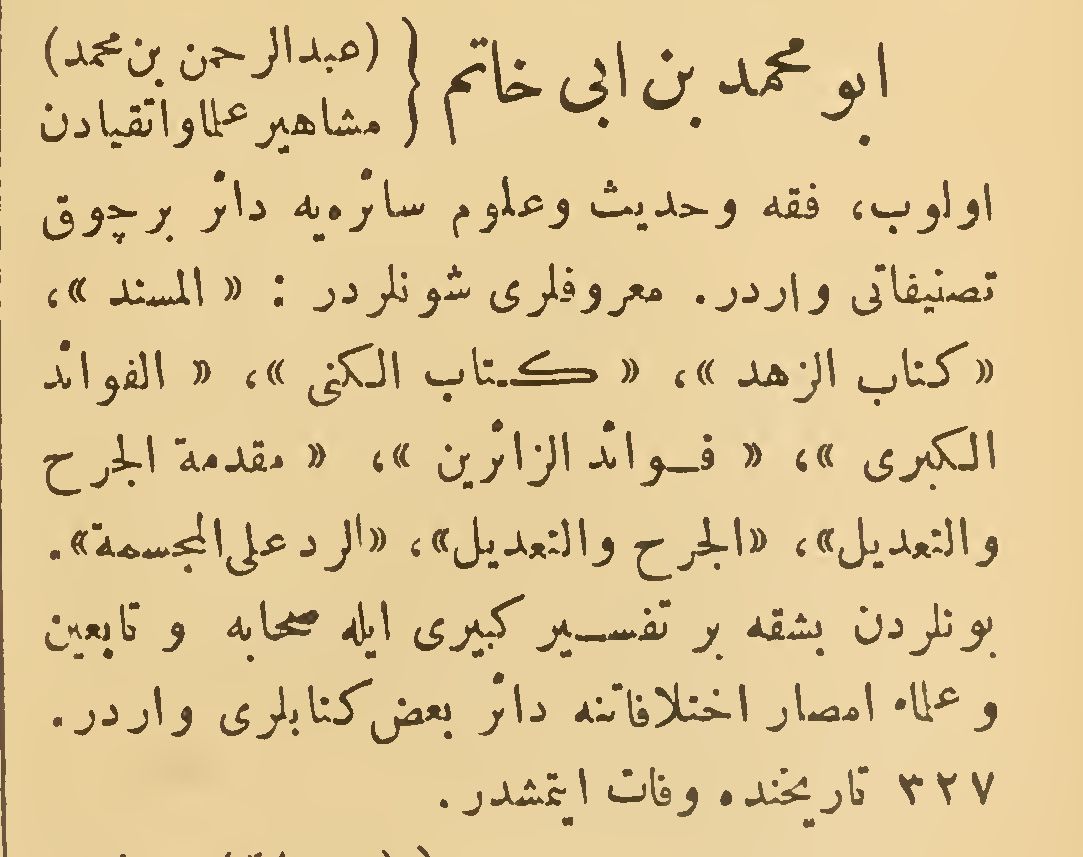 ابو محمد بن ابی خاتم { (عبدالرحمن بن محمد)
مشاهیر علما واتقیادن
اولوب، فقه وحدیث وعلوم سائره‌یه دائر برچوق
تصنیفاتی واردر. معروفلری شونلردر : « المسند »،
«کتاب الزهد »، « کتاب الکنی »، « الفوائد
الکبری »، « فوائد الزائرین »، « مقدمة الجرح
والتعدیل»، «الجرح والتعدیل»، «الرد علی المجسمة».
بونلردن بشقه بر تفسیر کبیری ایله صحابه و تابعین
و علماء امصار اختلافاتنه دائر بعض کتابلری واردر.
٣٢٧ تاریخنده وفات ایتمشدر.